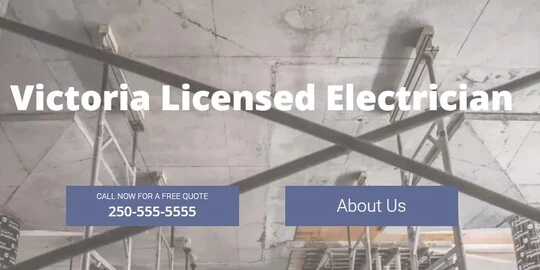 Victoria Licensed Electrician
CALL NOW FOR A FREE QUOTE
250-555-5555
About Us